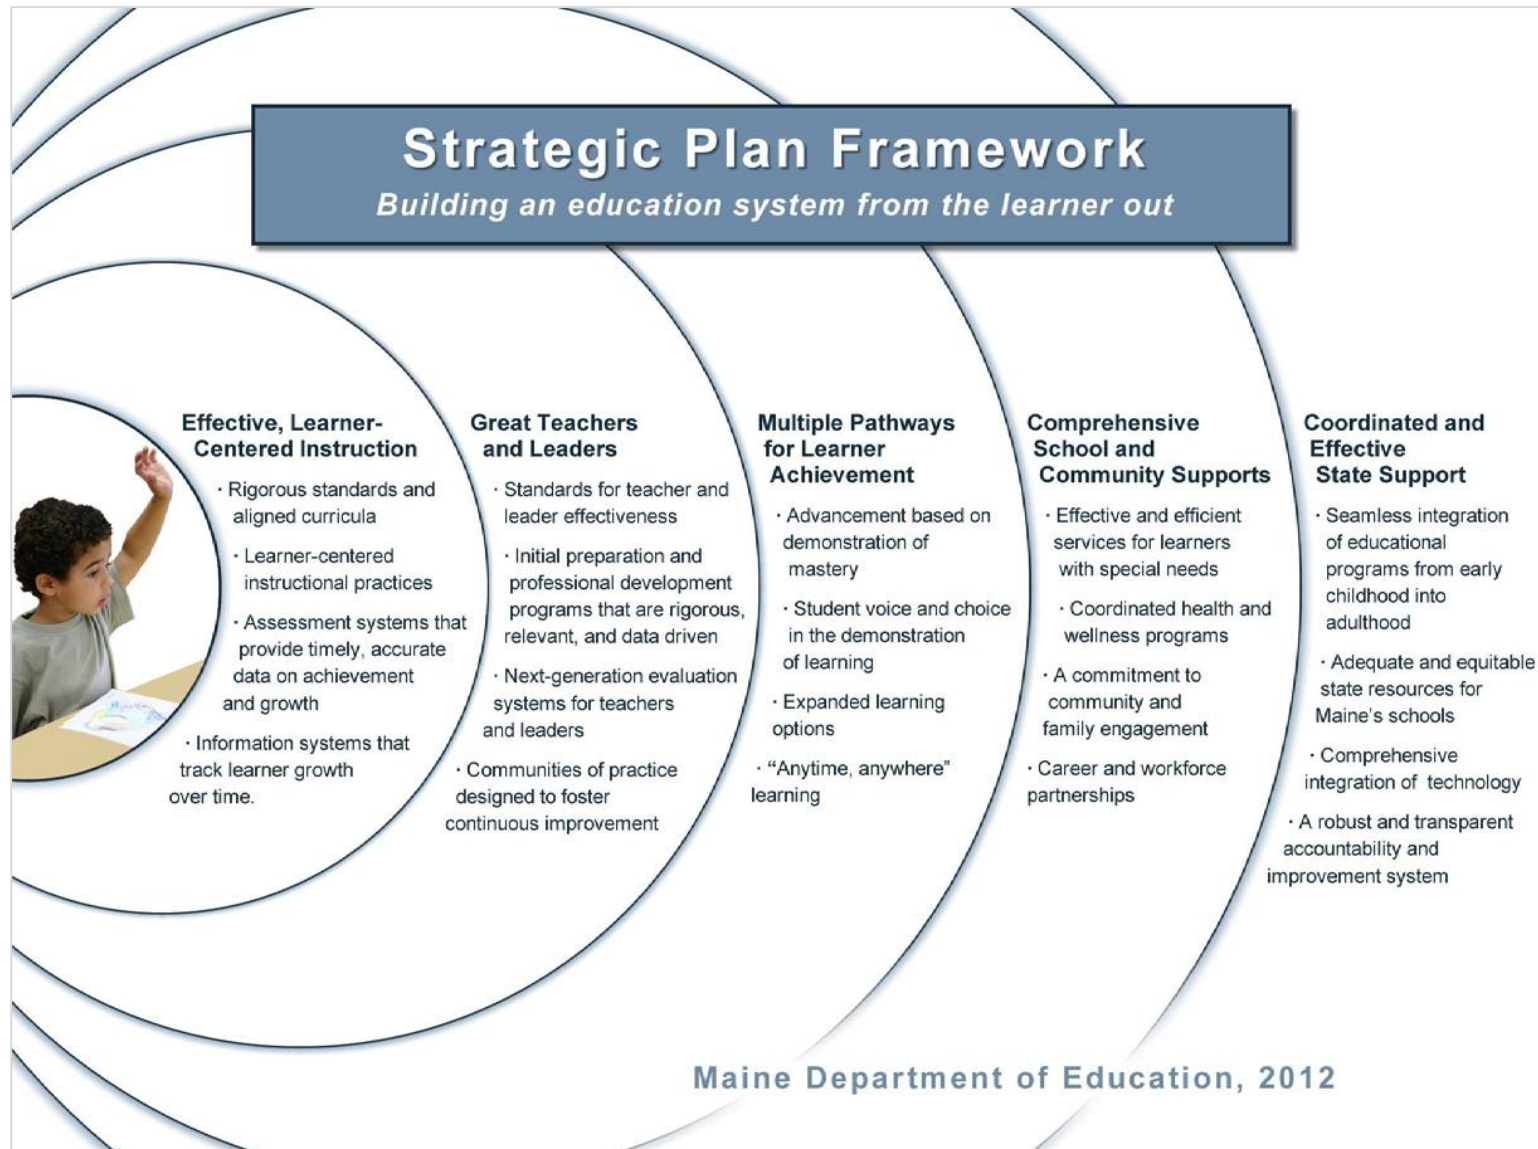 Strategic Plan Framework
Building an education system from the learner out
Effective, Learner-
Centered Instruction
· Rigorous standards and
aligned curricula
· Learner-centered
instructional practices
· Assessment systems that
provide timely, accurate
data on achievement
and growth
· Information systems that
track learner growth
over time.
Great Teachers
and Leaders
· Standards for teacher and
leader effectiveness
· Initial preparation and
professional development
programs that are rigorous,
relevant, and data driven
· Next-generation evaluation
systems for teachers
and leaders
· Communities of practice
designed to foster
continuous improvement
Multiple Pathways
for Learner
Achievement
· Advancement based on
demonstration of
mastery
· Student voice and choice
in the demonstration
of learning
· Expanded learning
options
· “Anytime, anywhere”
learning
Comprehensive
School and
Community Supports
· Effective and efficient
services for learners
with special needs
· Coordinated health and
wellness programs
· A commitment to
community and
family engagement
· Career and workforce
partnerships
Coordinated and
Effective
State Support
· Seamless integration
of educational
programs from early
childhood into
adulthood
· Adequate and equitable
state resources for
Maine’s schools
· Comprehensive
integration of technology
· A robust and transparent
accountability and
improvement system
Maine Department of Education, 2012